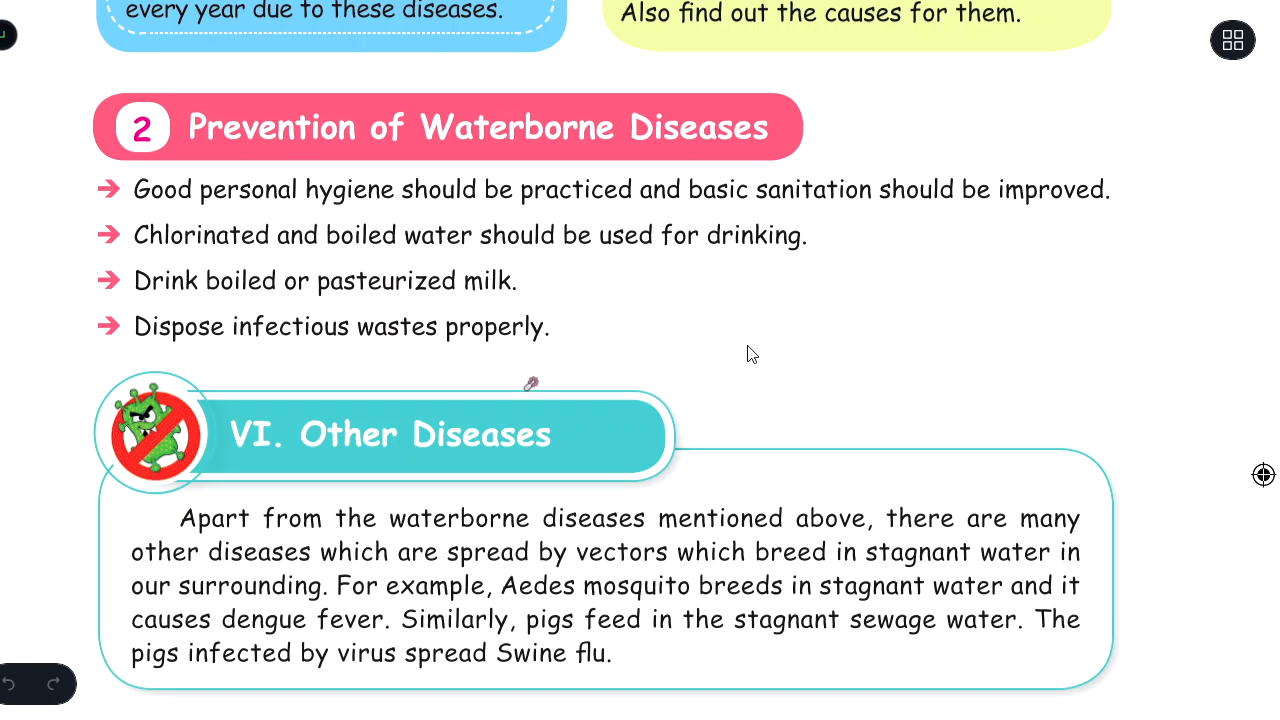 every year due to these diseases.
Also find out the causes for them.
2 Prevention of Waterborne Diseases
➔ Good personal hygiene should be practiced and basic sanitation should be improved.
➔ Chlorinated and boiled water should be used for drinking.
➔ Drink boiled or pasteurized milk.
➔ Dispose infectious wastes properly.
VI. Other Diseases
Apart from the waterborne diseases mentioned above, there are many
other diseases which are spread by vectors which breed in stagnant water in
our surrounding. For example, Aedes mosquito breeds in stagnant water and it
causes dengue fever. Similarly, pigs feed in the stagnant sewage water. The
pigs infected by virus spread Swine flu.